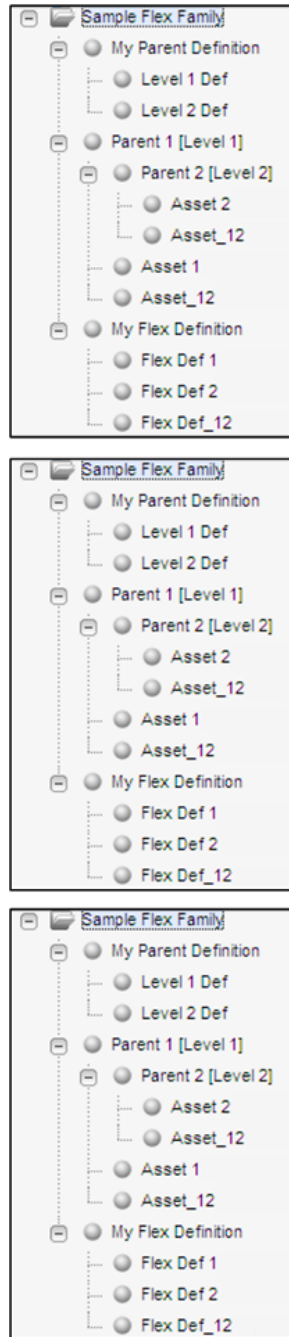 Sample Flex Family
My Parent Definition
Level 1 Def
Level 2 Def
Parent 1 [Level 1]
Parent 2 [Level 2]
Asset 2
Asset_12
Asset 1
Asset_12
My Flex Definition
Flex Def 1
Flex Def 2
Flex Def_12
Sample Flex Family
My Parent Definition
Level 1 Def
Level 2 Def
Parent 1 [Level 1]
Parent 2 [Level 2]
Asset 2
Asset_12
Asset 1
Asset_12
My Flex Definition
Flex Def 1
Flex Def 2
Flex Def_12
Sample Flex Family
My Parent Definition
Level 1 Def
Level 2 Def
Parent 1 [Level 1]
Parent 2 [Level 2]
Asset 2
Asset_12
Asset 1
Asset_12
My Flex Definition
Flex Def 1
Flex Def 2
Flex Def_12